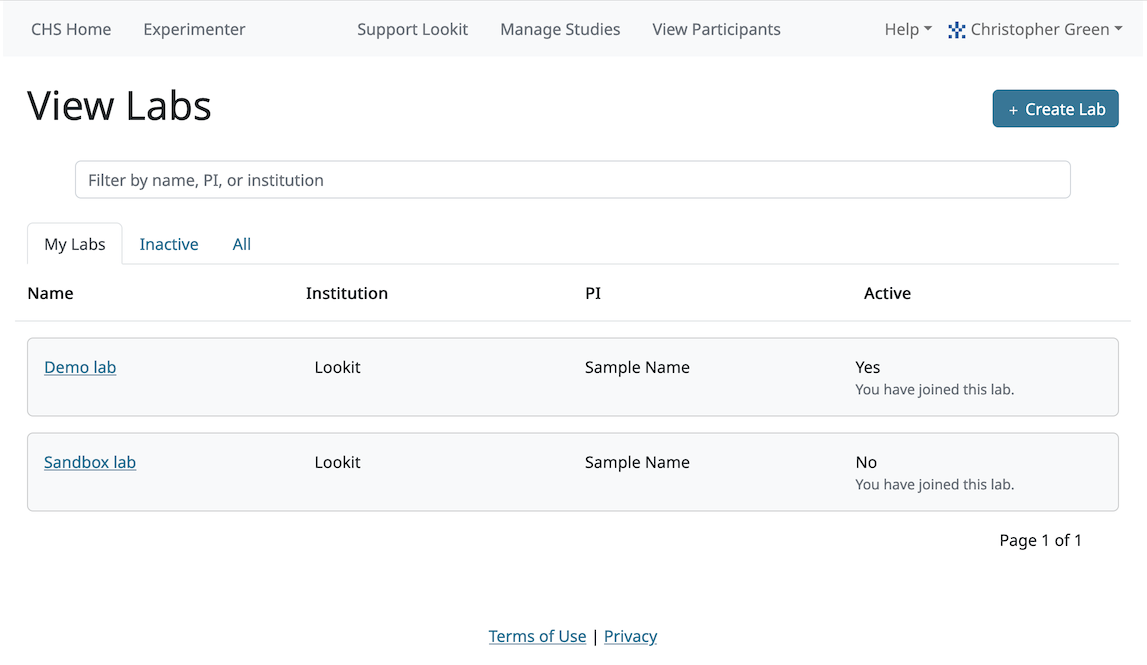 CHS Home Experimenter Support Lookit Manage Studies View Participants Help Christopher Green
View Labs
+ Create Lab
Filter by name, PI, or institution
My Labs Inactive All
Name Institution PI Active
Demo lab Lookit Sample Name Yes
You have joined this lab.
Sandbox lab Lookit Sample Name No
You have joined this lab.
Page 1 of 1
Terms of Use | Privacy